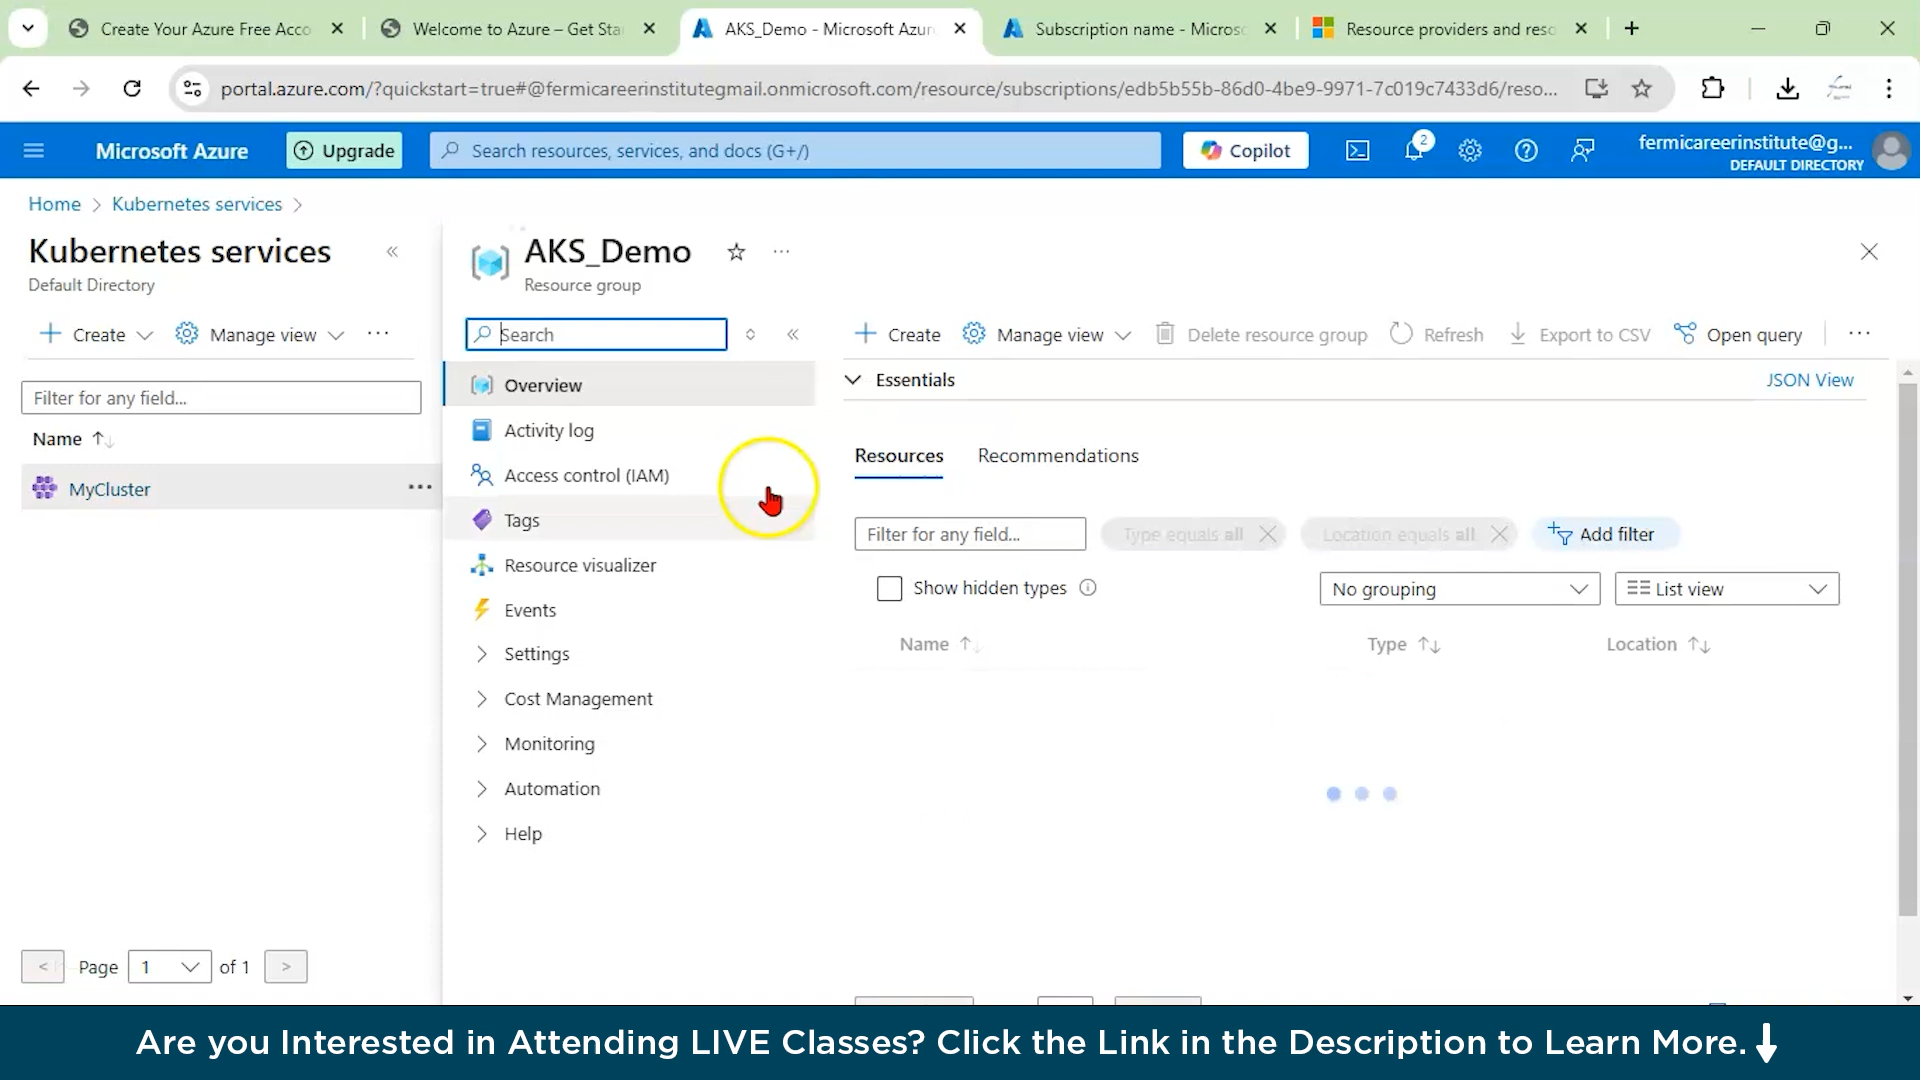 Create Your Azure Free Acco
Welcome to Azure – Get Sta
AKS_Demo - Microsoft Azur
Subscription name - Micros
Resource providers and reso
portal.azure.com/?quickstart=true#@fermicareerinstitutegmail.onmicrosoft.com/resource/subscriptions/edb5b55b-86d0-4be9-9971-7c019c7433d6/reso...
Microsoft Azure
Upgrade
Search resources, services, and docs (G+/)
Copilot
2
fermicareerinstitute@g...
DEFAULT DIRECTORY
Home > Kubernetes services >
Kubernetes services
Default Directory
Create
Manage view
Filter for any field...
Name
MyCluster
< Page 1 of 1 >
AKS_Demo
Resource group
Search
Overview
Activity log
Access control (IAM)
Tags
Resource visualizer
Events
Settings
Cost Management
Monitoring
Automation
Help
Create
Manage view
Delete resource group
Refresh
Export to CSV
Open query
Essentials
JSON View
Resources
Recommendations
Filter for any field...
Type equals all
Location equals all
Add filter
Show hidden types
No grouping
List view
Name
Type
Location
Are you Interested in Attending LIVE Classes? Click the Link in the Description to Learn More.